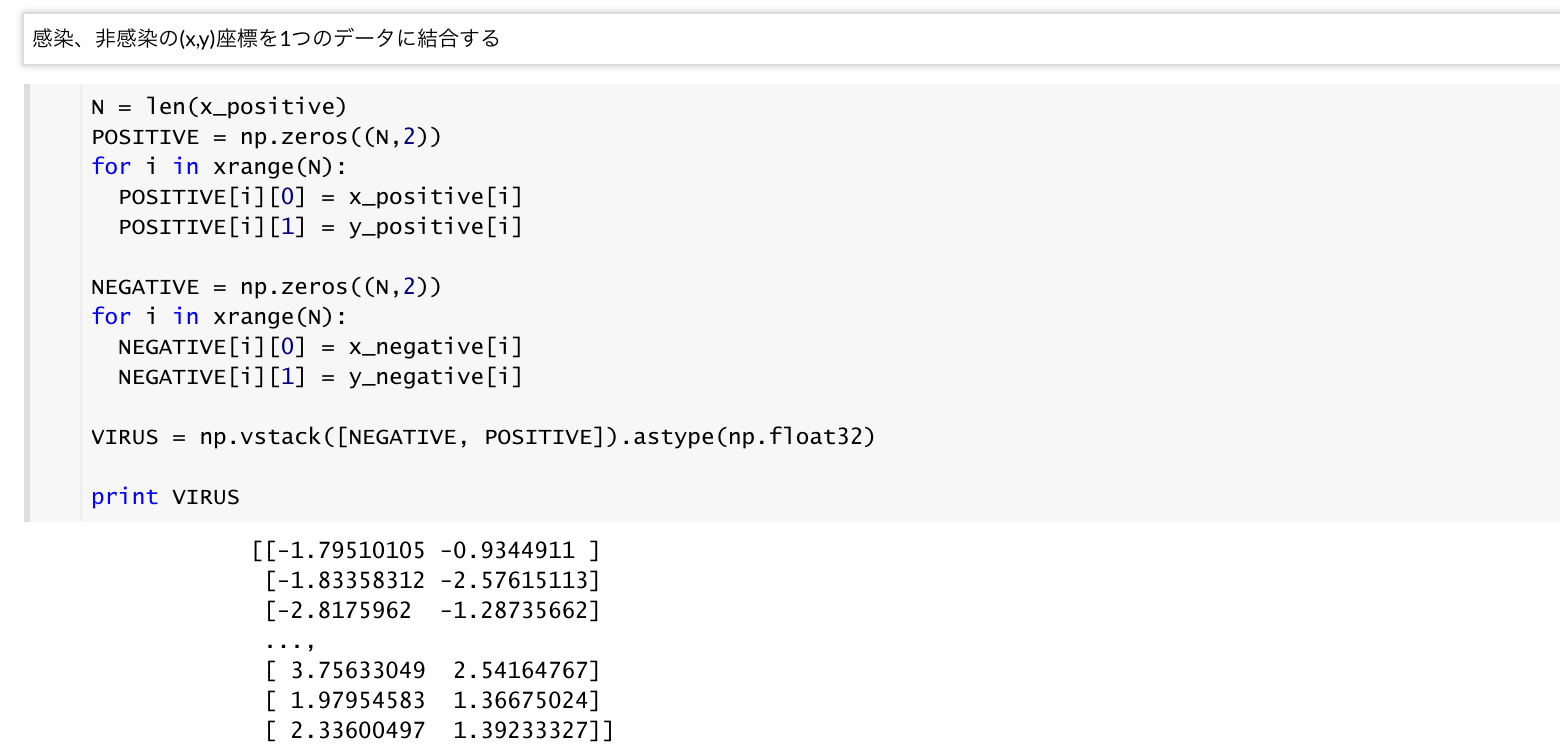 感染、非感染の(x,y)座標を1つのデータに結合する
N = len(x_positive)
POSITIVE = np.zeros((N,2))
for i in xrange(N):
  POSITIVE[i][0] = x_positive[i]
  POSITIVE[i][1] = y_positive[i]

NEGATIVE = np.zeros((N,2))
for i in xrange(N):
  NEGATIVE[i][0] = x_negative[i]
  NEGATIVE[i][1] = y_negative[i]

VIRUS = np.vstack([NEGATIVE, POSITIVE]).astype(np.float32)

print VIRUS
[[-1.79510105 -0.9344911 ]
 [-1.83358312 -2.57615113]
 [-2.8175962  -1.28735662]
 ...,
 [ 3.75633049  2.54164767]
 [ 1.97954583  1.36675024]
 [ 2.33600497  1.39233327]]